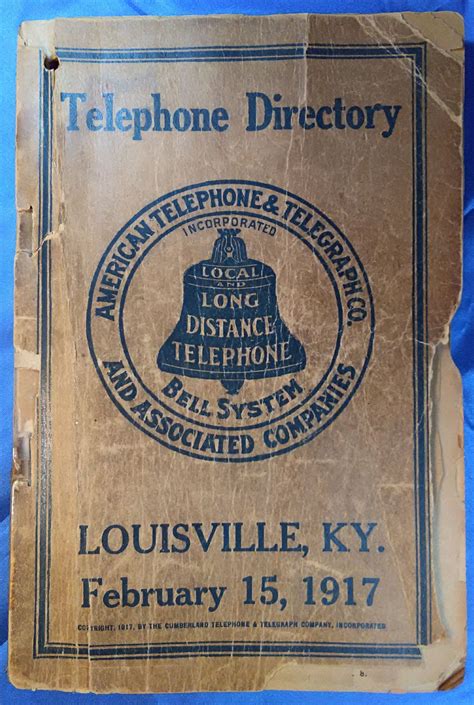 Telephone Directory
AMERICAN TELEPHONE & TELEGRAPH CO.
INCORPORATED
LOCAL
AND
LONG
DISTANCE
TELEPHONE
BELL SYSTEM
AND ASSOCIATED COMPANIES
LOUISVILLE, KY.
February 15, 1917
COPYRIGHT, 1917, BY THE CUMBERLAND TELEPHONE & TELEGRAPH COMPANY, INCORPORATED